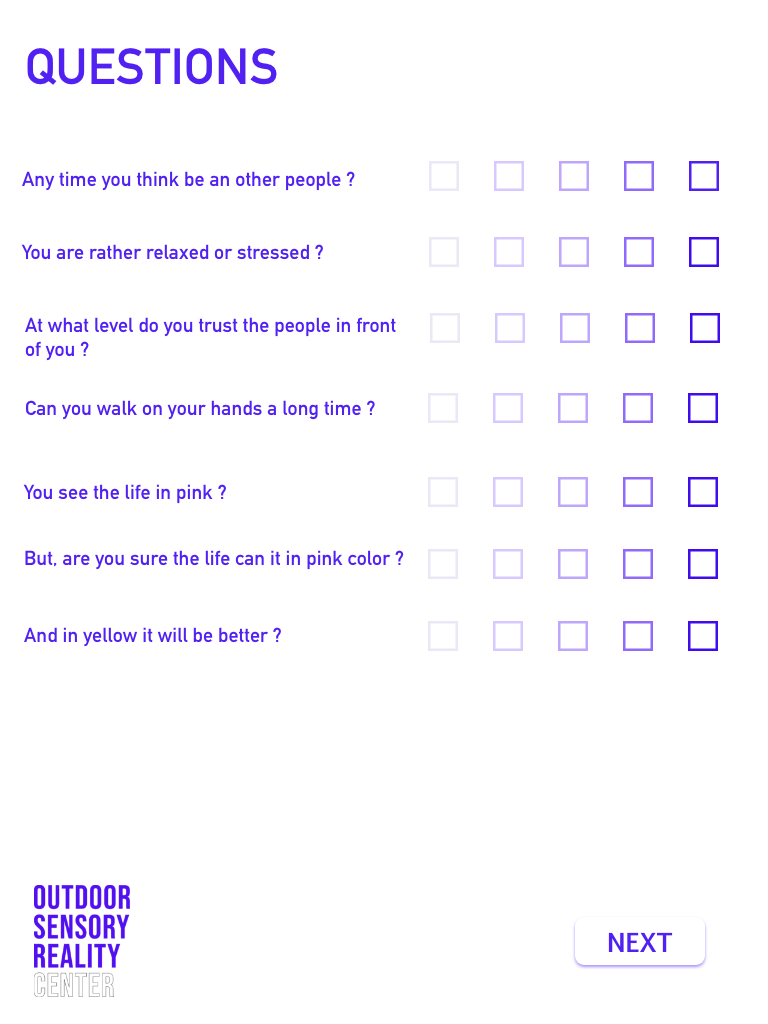 QUESTIONS
Any time you think be an other people ?
You are rather relaxed or stressed ?
At what level do you trust the people in front
of you ?
Can you walk on your hands a long time ?
You see the life in pink ?
But, are you sure the life can it in pink color ?
And in yellow it will be better ?
OUTDOOR
SENSORY
REALITY
CENTER
NEXT